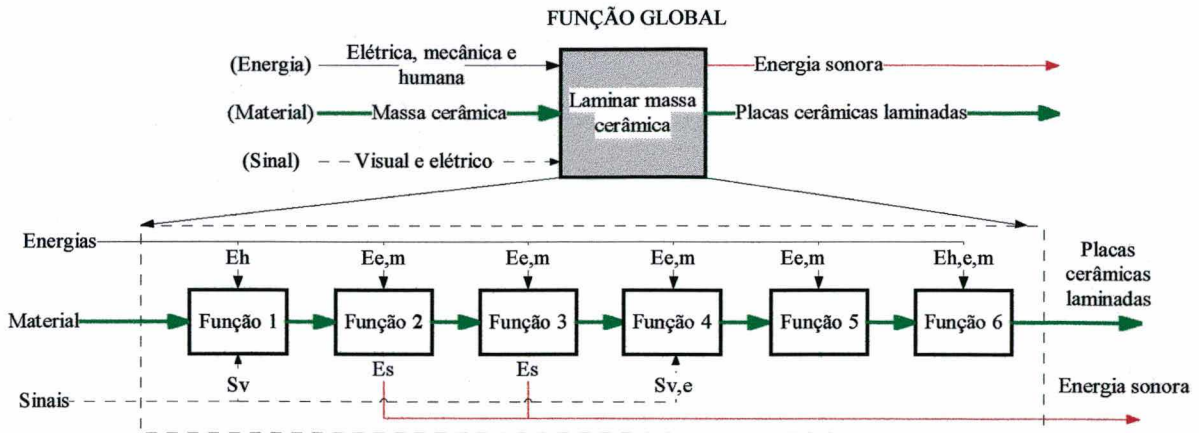 FUNÇÃO GLOBAL
(Energia)
Elétrica, mecânica e
humana
Energia sonora
(Material)
Massa cerâmica
Laminar massa
cerâmica
Placas cerâmicas laminadas
(Sinal)
Visual e elétrico
Energias
Eh
Ee,m
Ee,m
Ee,m
Ee,m
Eh,e,m
Placas
cerâmicas
laminadas
Material
Função 1
Função 2
Função 3
Função 4
Função 5
Função 6
Sv
Es
Es
Sv,e
Sinais
Energia sonora